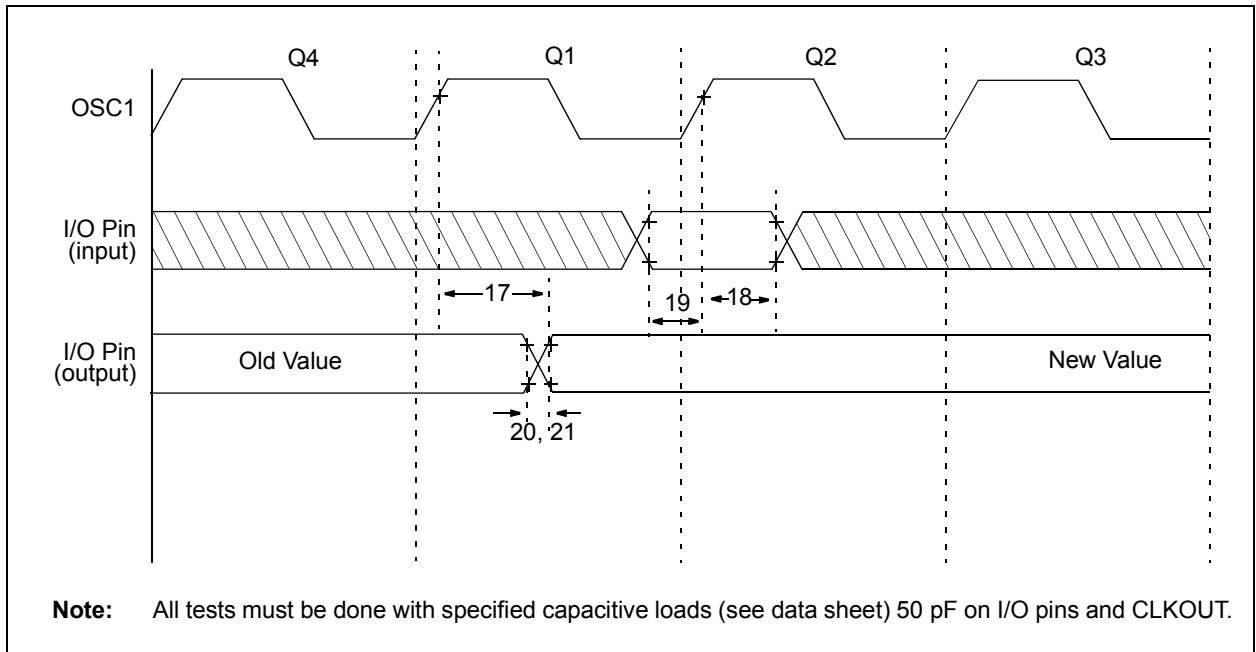 Q4 Q1 Q2 Q3
OSC1
I/O Pin
(input)
17
19
18
I/O Pin
(output)
Old Value
New Value
20, 21
Note: All tests must be done with specified capacitive loads (see data sheet) 50 pF on I/O pins and CLKOUT.